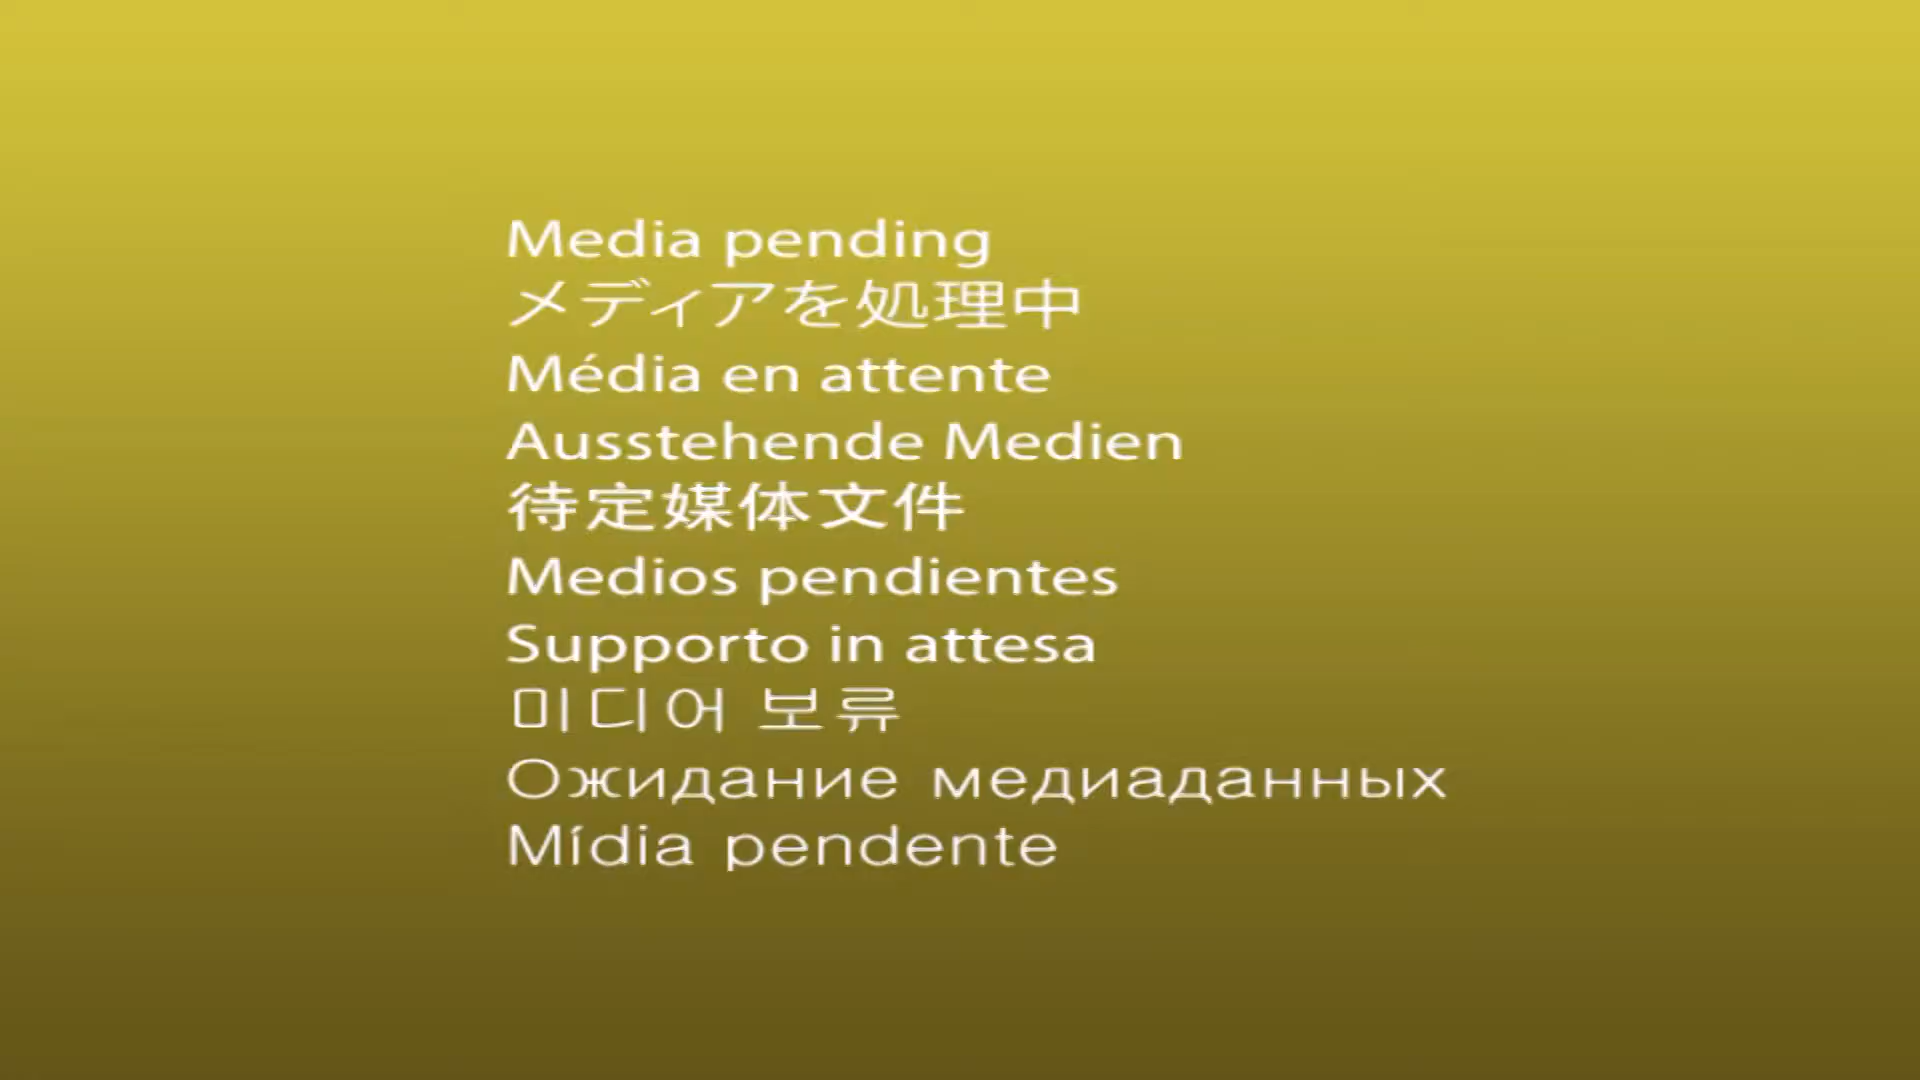 Media pending
メディアを処理中
Média en attente
Ausstehende Medien
待定媒体文件
Medios pendientes
Supporto in attesa
미디어 보류
Ожидание медиаданных
Mídia pendente